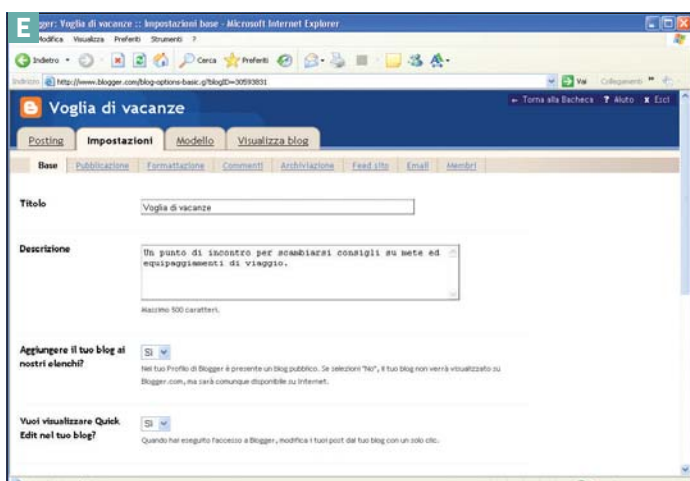 E
ger: Voglia di vacanze :: Impostazioni base - Microsoft Internet Explorer
Modifica Visualizza Preferiti Strumenti ?
Indietro Cerca Preferiti
Indirizzo http://www.blogger.com/blog-options-basic.g?blogID=30593831 Vai Collegamenti
Voglia di vacanze
← Torna alla Bacheca ? Aiuto x Esci
Posting Impostazioni Modello Visualizza blog
Base Pubblicazione Formattazione Commenti Archiviazione Feed sito Email Membri
Titolo
Voglia di vacanze
Descrizione
Un punto di incontro per scambiarsi consigli su mete ed
equipaggiamenti di viaggio.
Massimo 500 caratteri.
Aggiungere il tuo blog ai
nostri elenchi?
Sì
Nel tuo Profilo di Blogger è presente un blog pubblico. Se selezioni "No", il tuo blog non verrà visualizzato su
Blogger.com, ma sarà comunque disponibile su Internet.
Vuoi visualizzare Quick
Edit nel tuo blog?
Sì
Quando hai eseguito l'accesso a Blogger, modifica i tuoi post dal tuo blog con un solo clic.